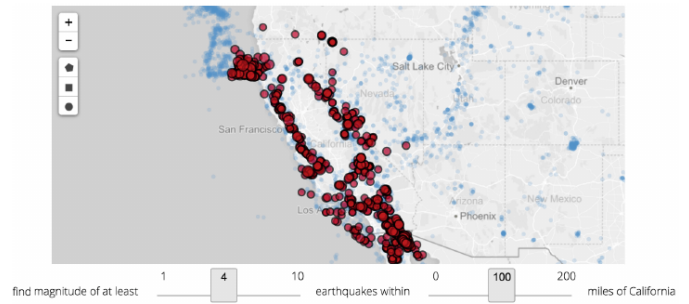 +
−
Wyoming
Salt Lake City
Denver
Nevada
Colorado
San Francisco
California
Los A
Arizona
New Mexico
Phoenix
1 4 10 0 100 200
find magnitude of at least earthquakes within miles of California